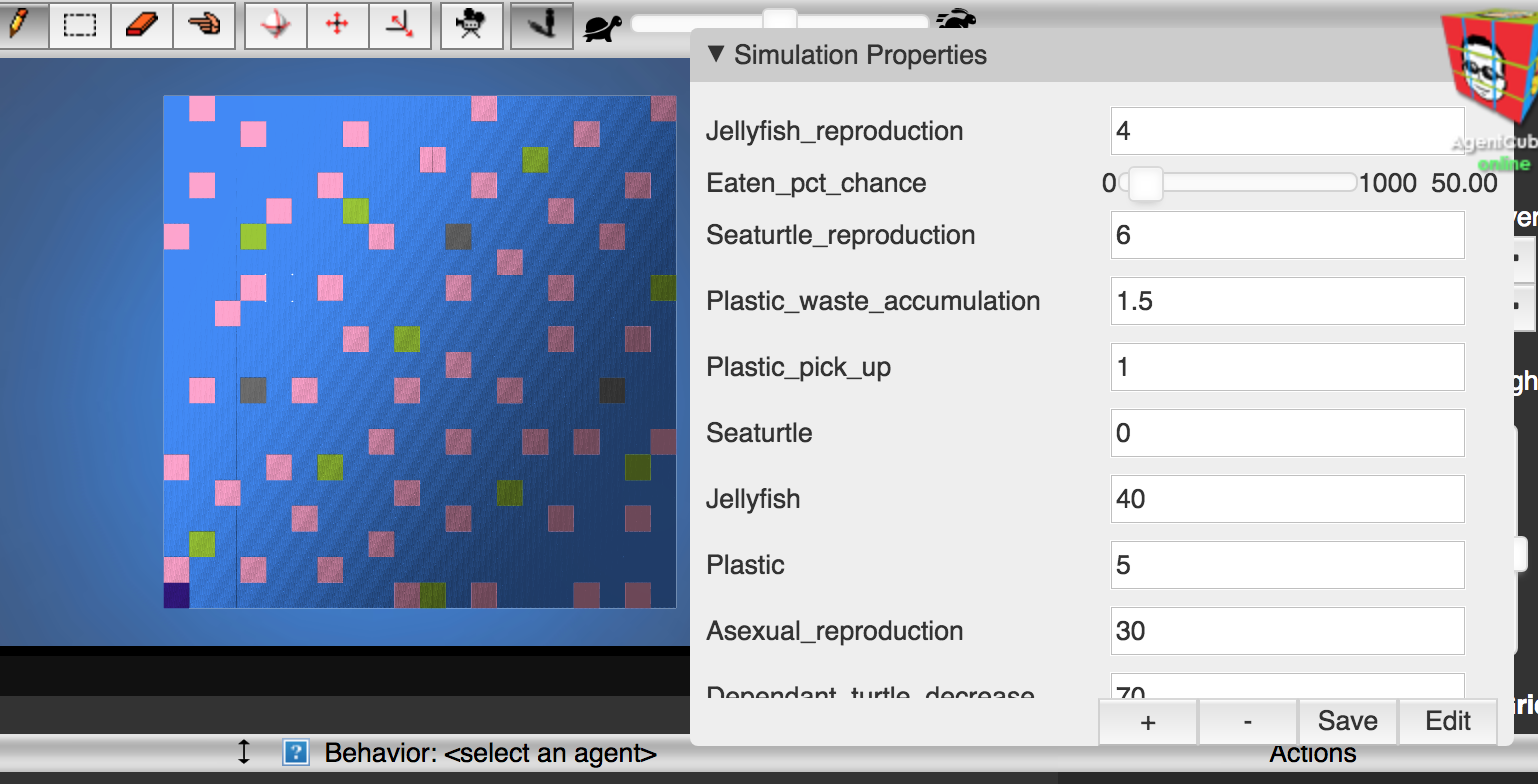 ▼ Simulation Properties
Jellyfish_reproduction 4
AgentCub
online
Eaten_pct_chance 0 1000 50.00
Seaturtle_reproduction 6
Plastic_waste_accumulation 1.5
Plastic_pick_up 1
Seaturtle 0
Jellyfish 40
Plastic 5
Asexual_reproduction 30
Dependant_turtle_decrease 70
+ - Save Edit
? Behavior: <select an agent> Actions